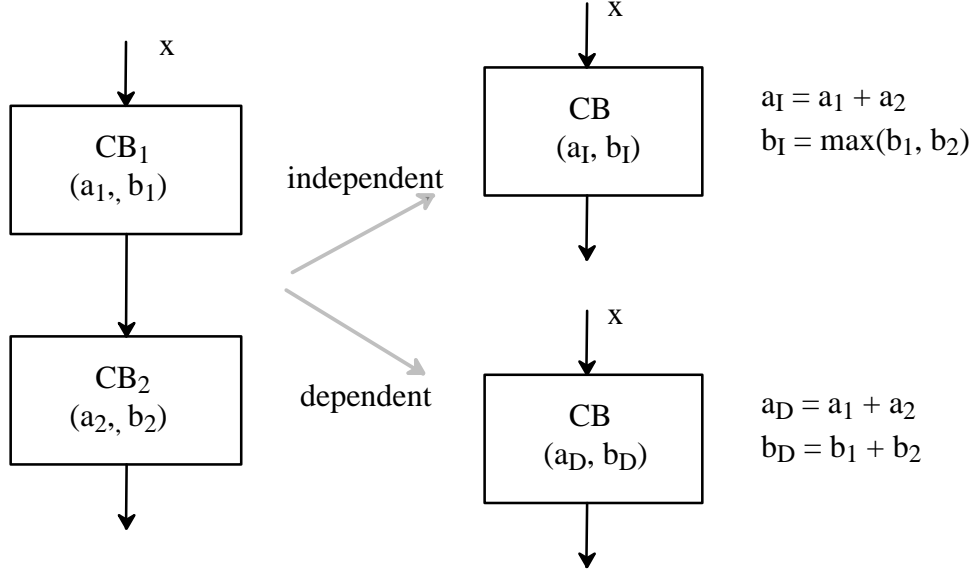 x
CB₁
(a₁,, b₁)
CB₂
(a₂,, b₂)
independent
dependent
x
CB
(a_I, b_I)
a_I = a₁ + a₂
b_I = max(b₁, b₂)
x
CB
(a_D, b_D)
a_D = a₁ + a₂
b_D = b₁ + b₂